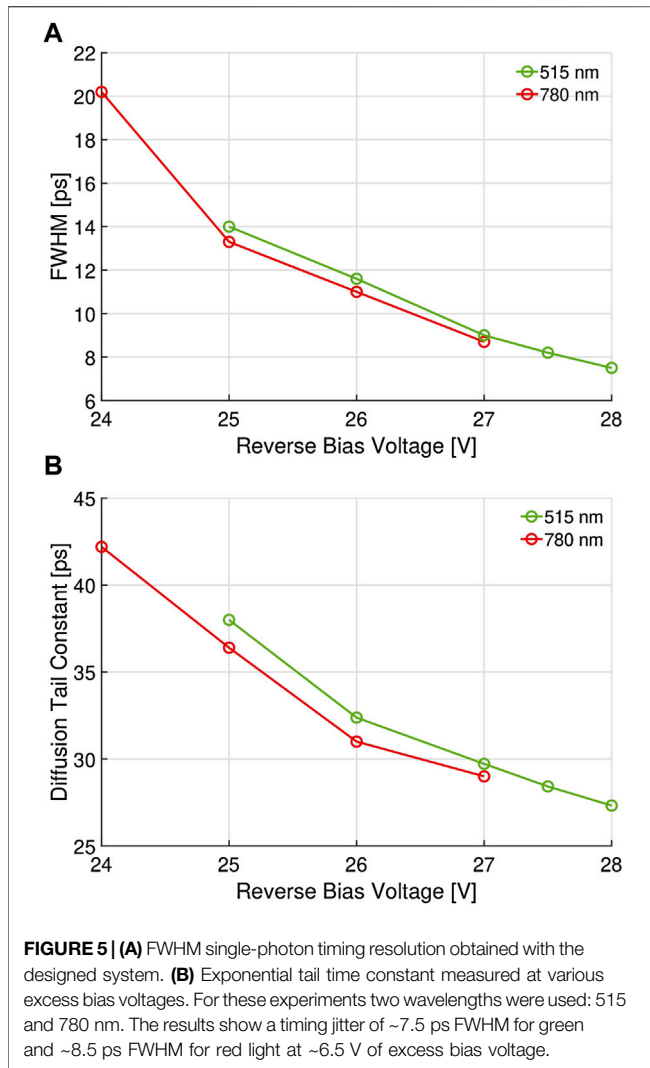 A
22
20
18
16
14
12
10
8
6
FWHM [ps]
515 nm
780 nm
24 25 26 27 28
Reverse Bias Voltage [V]
B
45
40
35
30
25
Diffusion Tail Constant [ps]
515 nm
780 nm
24 25 26 27 28
Reverse Bias Voltage [V]
FIGURE 5 | (A) FWHM single-photon timing resolution obtained with the
designed system. (B) Exponential tail time constant measured at various
excess bias voltages. For these experiments two wavelengths were used: 515
and 780 nm. The results show a timing jitter of ~7.5 ps FWHM for green
and ~8.5 ps FWHM for red light at ~6.5 V of excess bias voltage.